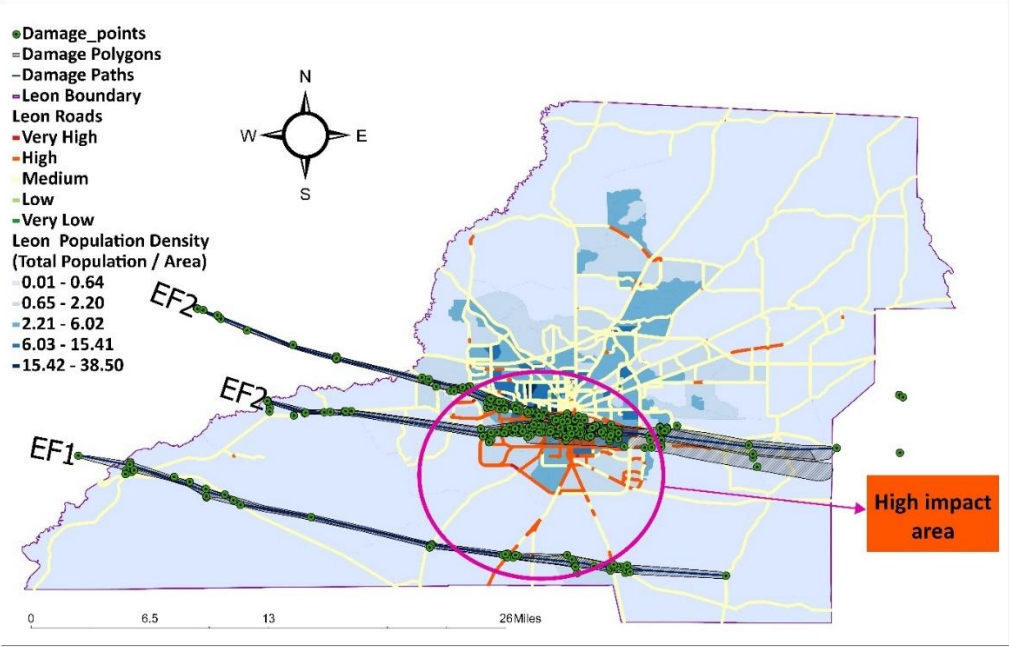 Damage_points
Damage Polygons
Damage Paths
Leon Boundary
Leon Roads
Very High
High
Medium
Low
Very Low
Leon Population Density
(Total Population / Area)
0.01 - 0.64
0.65 - 2.20
2.21 - 6.02
6.03 - 15.41
15.42 - 38.50
N
W
E
S
EF2
EF2
EF1
High impact
area
0
6.5
13
26 Miles